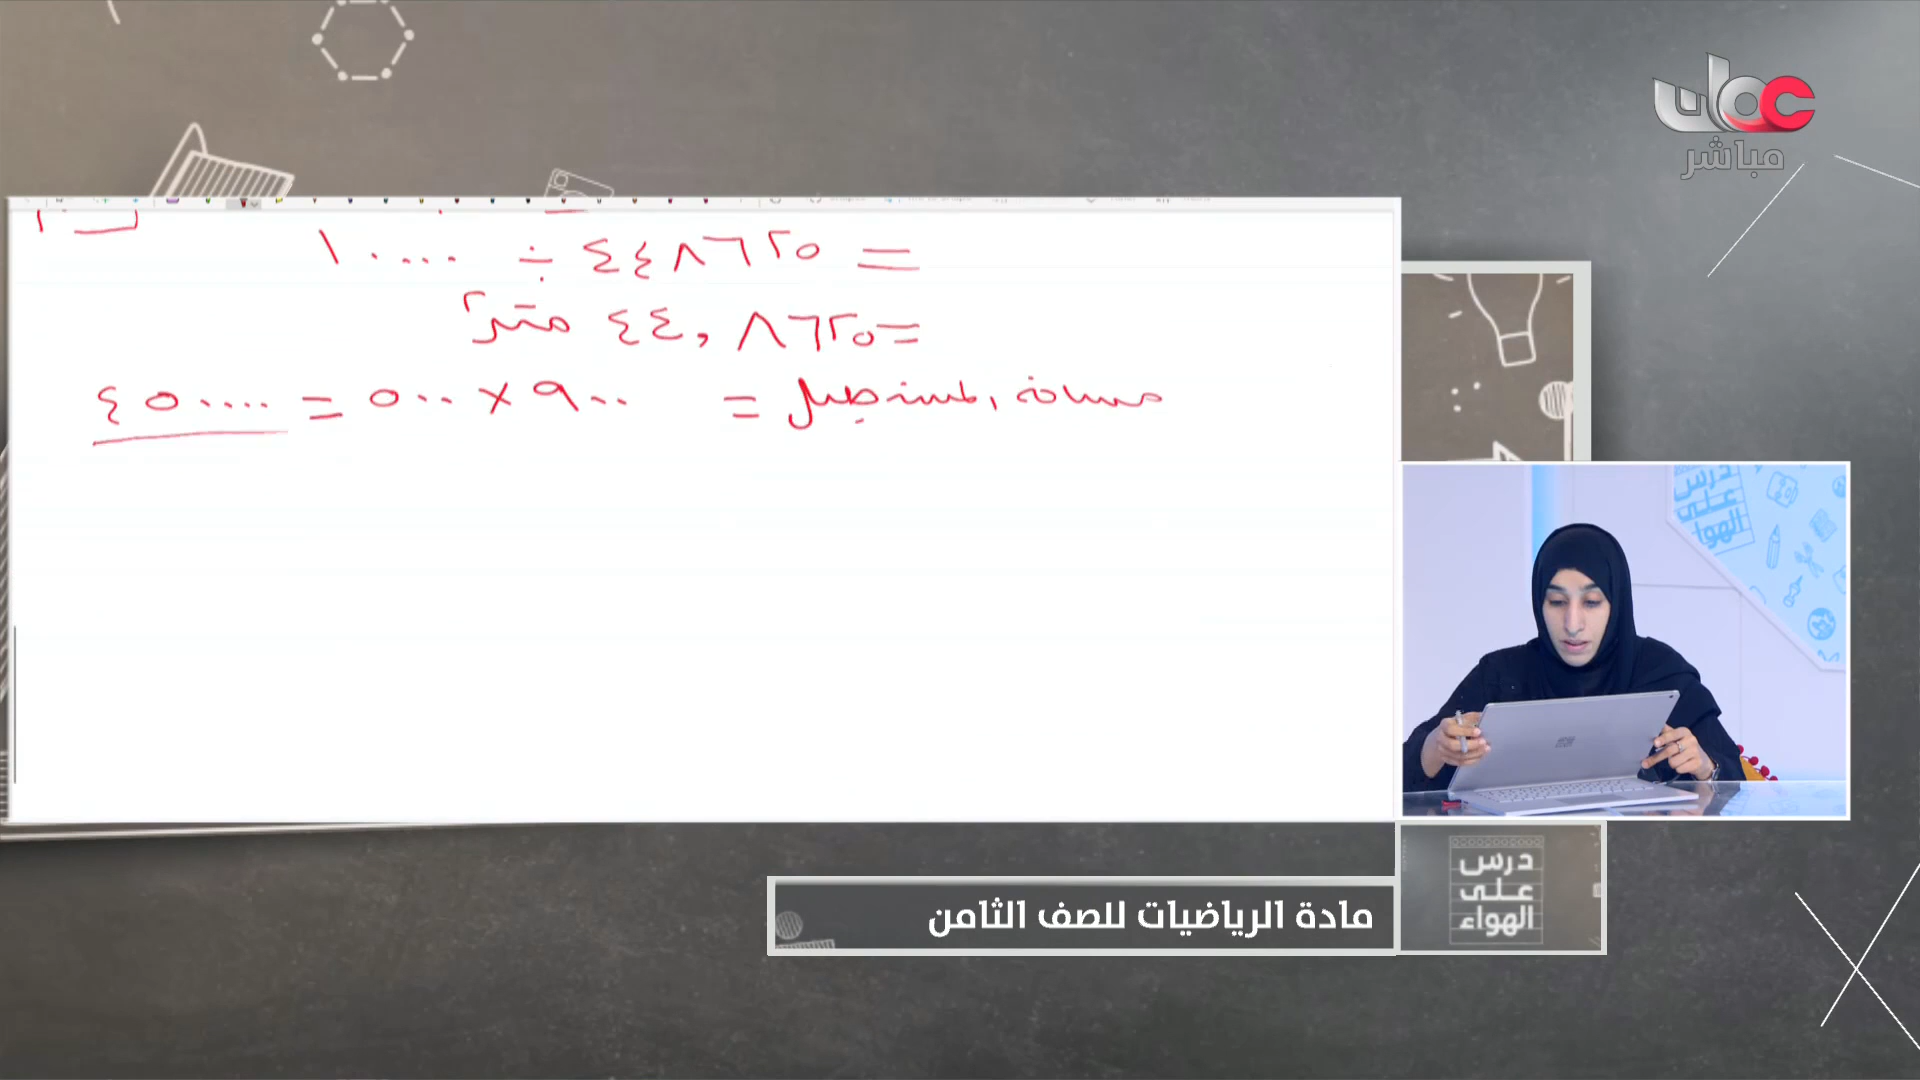 عمان
مباشر
= ٤٤٨٦٢٥ ÷ ١٠٠٠٠
= ٤٤,٨٦٢٥ متر٢
مساحة المستطيل = ٩٠٠ × ٥٠٠ = ٤٥٠٠٠٠
درس
على
الهواء
مادة الرياضيات للصف الثامن
درس
على
الهواء